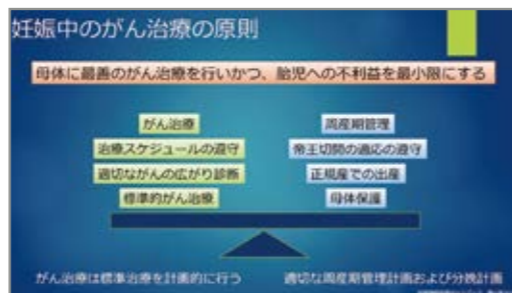 妊娠中のがん治療の原則
母体に最善のがん治療を行いかつ、胎児への不利益を最小限にする
がん治療
治療スケジュールの遵守
適切ながんの広がり診断
標準的がん治療
周産期管理
帝王切開の適応の遵守
正規産での出産
母体保護
がん治療は標準治療を計画的に行う
適切な周産期管理計画および分娩計画